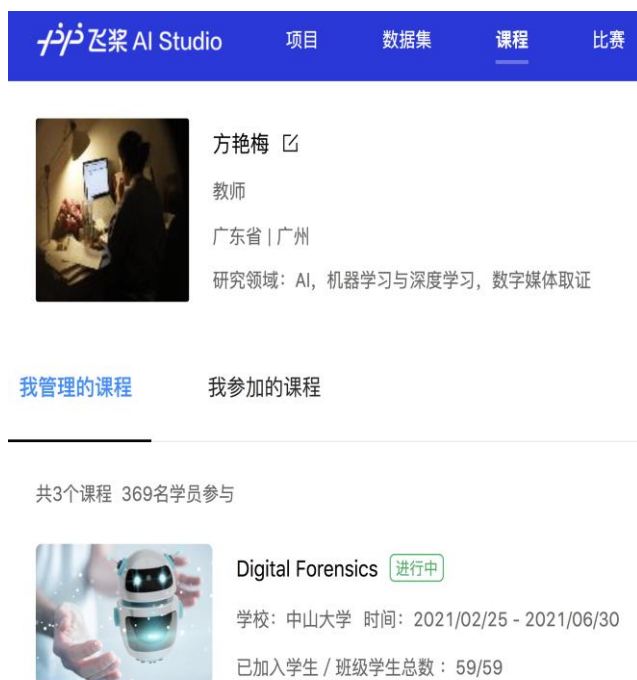 飞桨 AI Studio 项目 数据集 课程 比赛
方艳梅
教师
广东省 | 广州
研究领域：AI，机器学习与深度学习，数字媒体取证
我管理的课程 我参加的课程
共3个课程 369名学员参与
Digital Forensics 进行中
学校：中山大学 时间：2021/02/25 - 2021/06/30
已加入学生 / 班级学生总数：59/59